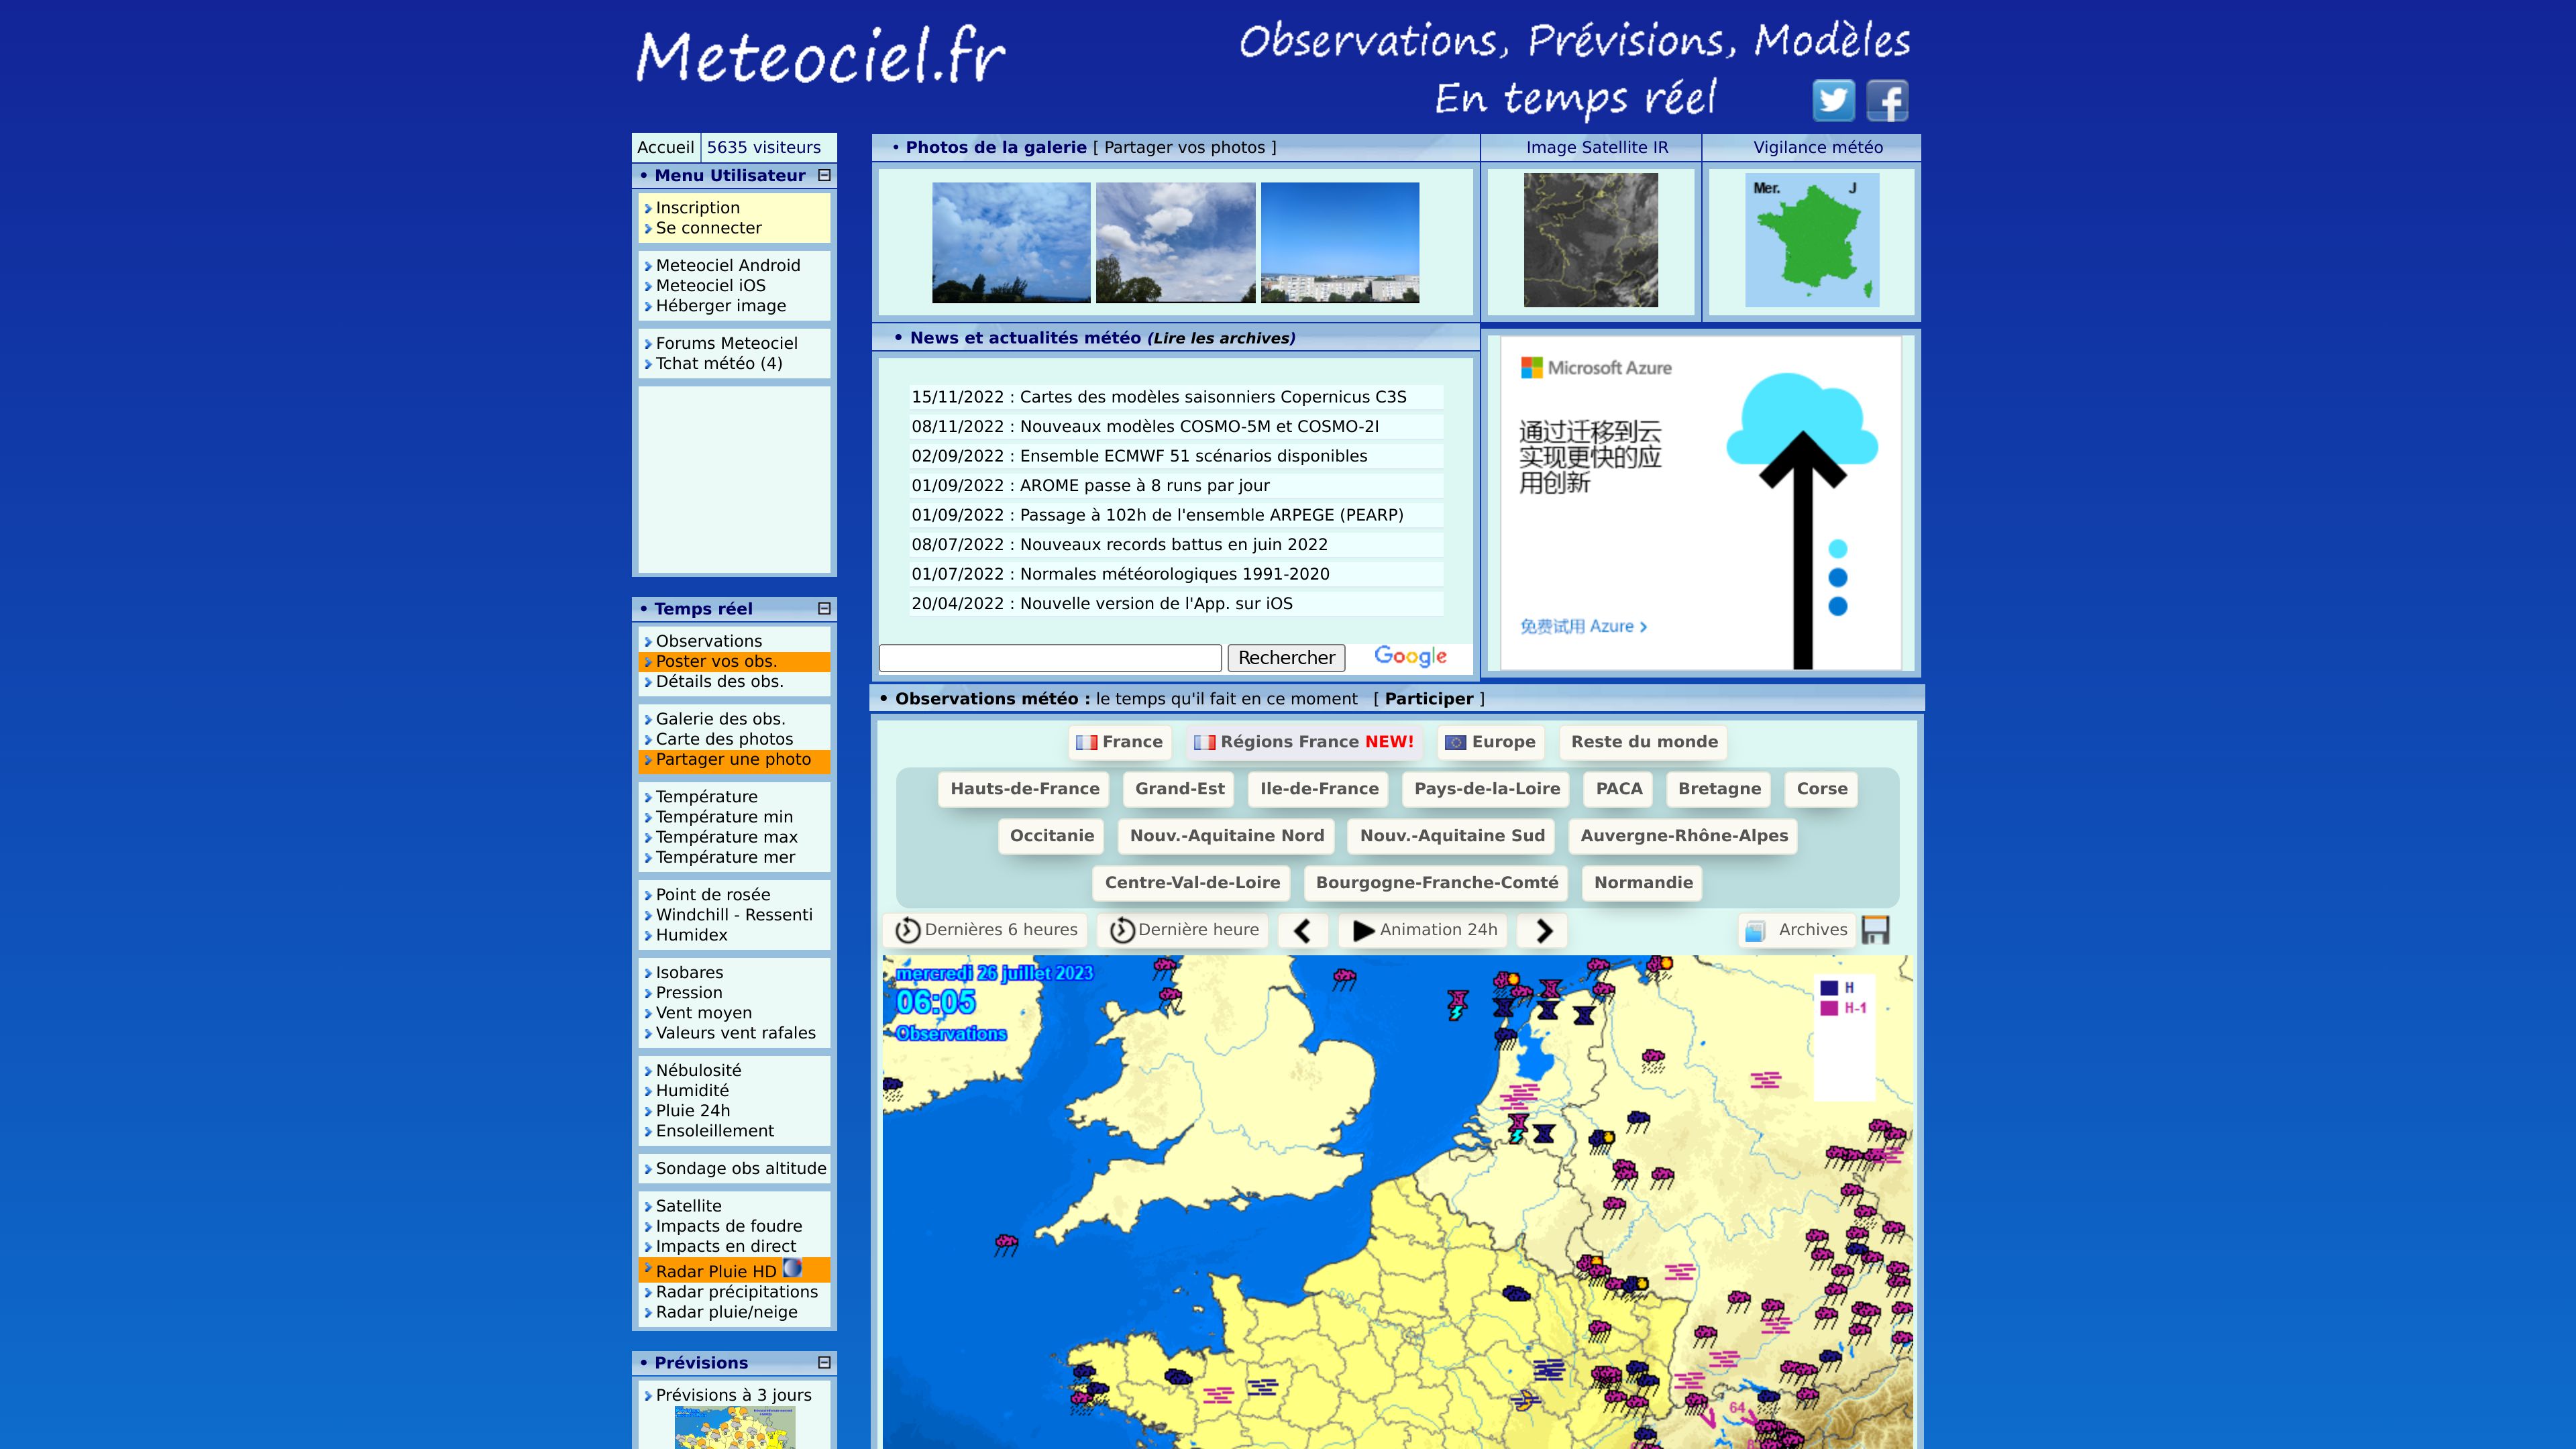 Meteociel.fr
Observations, Prévisions, Modèles
En temps réel
Accueil 5635 visiteurs
• Menu Utilisateur
Inscription
Se connecter
Meteociel Android
Meteociel iOS
Héberger image
Forums Meteociel
Tchat météo (4)
• Temps réel
Observations
Poster vos obs.
Détails des obs.
Galerie des obs.
Carte des photos
Partager une photo
Température
Température min
Température max
Température mer
Point de rosée
Windchill - Ressenti
Humidex
Isobares
Pression
Vent moyen
Valeurs vent rafales
Nébulosité
Humidité
Pluie 24h
Ensoleillement
Sondage obs altitude
Satellite
Impacts de foudre
Impacts en direct
Radar Pluie HD
Radar précipitations
Radar pluie/neige
• Prévisions
Prévisions à 3 jours
• Photos de la galerie [ Partager vos photos ]
Image Satellite IR
Vigilance météo
Mer. J
• News et actualités météo (Lire les archives)
15/11/2022 : Cartes des modèles saisonniers Copernicus C3S
08/11/2022 : Nouveaux modèles COSMO-5M et COSMO-2I
02/09/2022 : Ensemble ECMWF 51 scénarios disponibles
01/09/2022 : AROME passe à 8 runs par jour
01/09/2022 : Passage à 102h de l'ensemble ARPEGE (PEARP)
08/07/2022 : Nouveaux records battus en juin 2022
01/07/2022 : Normales météorologiques 1991-2020
20/04/2022 : Nouvelle version de l'App. sur iOS
Rechercher Google
Microsoft Azure
通过迁移到云
实现更快的应
用创新
免费试用 Azure >
• Observations météo : le temps qu'il fait en ce moment [ Participer ]
France Régions France NEW! Europe Reste du monde
Hauts-de-France Grand-Est Ile-de-France Pays-de-la-Loire PACA Bretagne Corse
Occitanie Nouv.-Aquitaine Nord Nouv.-Aquitaine Sud Auvergne-Rhône-Alpes
Centre-Val-de-Loire Bourgogne-Franche-Comté Normandie
Dernières 6 heures Dernière heure Animation 24h Archives
mercredi 26 juillet 2023
06:05
Observations
H
H-1
64